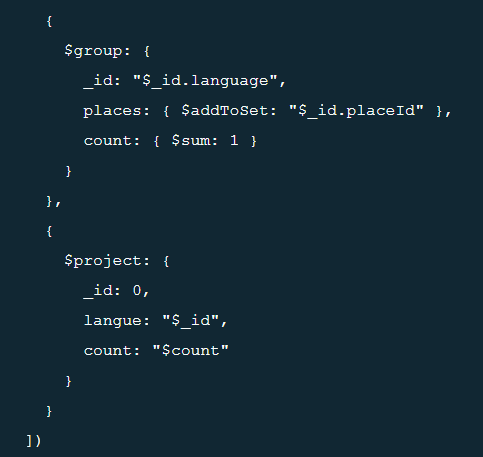 {
$group: {
_id: "$_id.language",
places: { $addToSet: "$_id.placeId" },
count: { $sum: 1 }
}
},
{
$project: {
_id: 0,
langue: "$_id",
count: "$count"
}
}
])